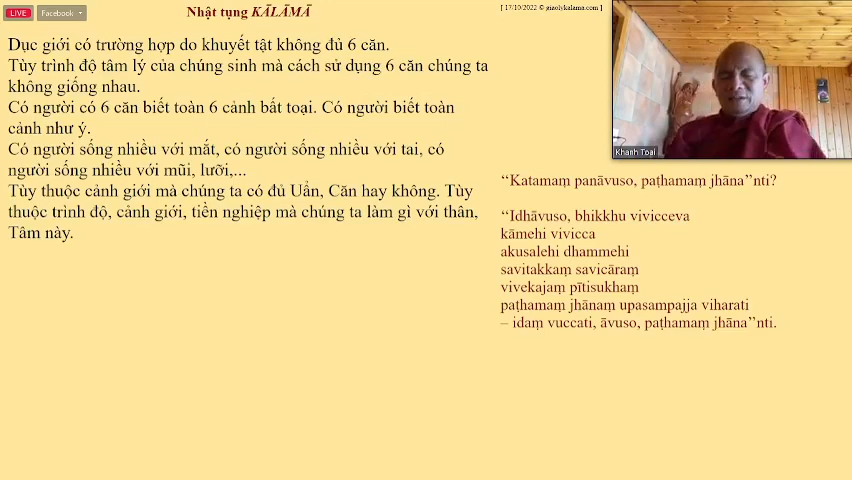 LIVE
Facebook
Nhật tụng KĀLĀMĀ
[ 17/10/2022 © giaolykalama.com ]
Dục giới có trường hợp do khuyết tật không đủ 6 căn.
Tùy trình độ tâm lý của chúng sinh mà cách sử dụng 6 căn chúng ta
không giống nhau.
Có người có 6 căn biết toàn 6 cảnh bất toại. Có người biết toàn
cảnh như ý.
Có người sống nhiều với mắt, có người sống nhiều với tai, có
người sống nhiều với mũi, lưỡi,...
Tùy thuộc cảnh giới mà chúng ta có đủ Uẩn, Căn hay không. Tùy
thuộc trình độ, cảnh giới, tiền nghiệp mà chúng ta làm gì với thân,
Tâm này.
Khanh Toai
‘‘Katamaṃ panāvuso, paṭhamaṃ jhāna’’nti?
‘‘Idhāvuso, bhikkhu vivicceva
kāmehi vivicca
akusalehi dhammehi
savitakkaṃ savicāraṃ
vivekajaṃ pītisukhaṃ
paṭhamaṃ jhānaṃ upasampajja viharati
– idaṃ vuccati, āvuso, paṭhamaṃ jhāna’’nti.